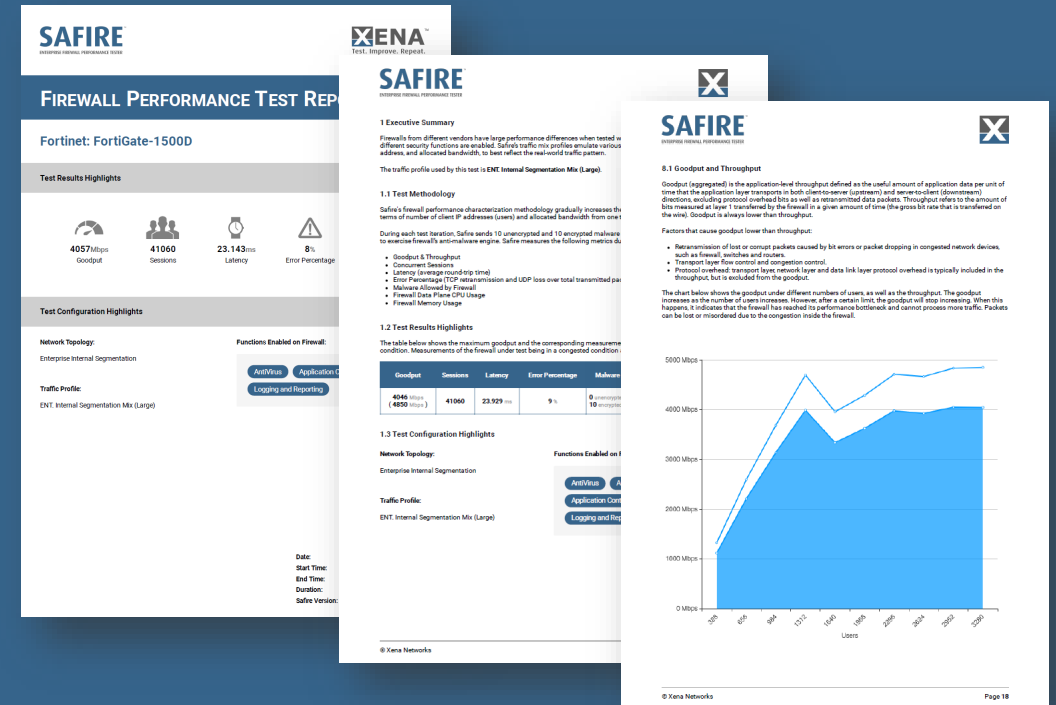 SAFIRE
ENTERPRISE FIREWALL PERFORMANCE TESTER
XENA™
Test. Improve. Repeat.
FIREWALL PERFORMANCE TEST REP
Fortinet: FortiGate-1500D
Test Results Highlights
4057Mbps
Goodput
41060
Sessions
23.143ms
Latency
8%
Error Percentage
Test Configuration Highlights
Network Topology:
Enterprise Internal Segmentation
Traffic Profile:
ENT. Internal Segmentation Mix (Large)
Functions Enabled on Firewall:
AntiVirus
Application C
Logging and Reporting
Date:
Start Time:
End Time:
Duration:
Safire Version:
SAFIRE
ENTERPRISE FIREWALL PERFORMANCE TESTER
X
1 Executive Summary
Firewalls from different vendors have large performance differences when tested w
different security functions are enabled. Safire's traffic mix profiles emulate various
address, and allocated bandwidth, to best reflect the real-world traffic pattern.
The traffic profile used by this test is ENT. Internal Segmentation Mix (Large).
1.1 Test Methodology
Safire's firewall performance characterization methodology gradually increases the
terms of number of client IP addresses (users) and allocated bandwidth from one t
During each test iteration, Safire sends 10 unencrypted and 10 encrypted malware
to exercise firewall's anti-malware engine. Safire measures the following metrics du
• Goodput & Throughput
• Concurrent Sessions
• Latency (average round-trip time)
• Error Percentage (TCP retransmission and UDP loss over total transmitted pac
• Malware Allowed by Firewall
• Firewall Data Plane CPU Usage
• Firewall Memory Usage
1.2 Test Results Highlights
The table below shows the maximum goodput and the corresponding measureme
condition. Measurements of the firewall under test being in a congested condition
Goodput Sessions Latency Error Percentage Malware
4046 Mbps
( 4850 Mbps )
41060
23.929 ms
9 %
0 unencrypte
10 encrypted
1.3 Test Configuration Highlights
Network Topology:
Enterprise Internal Segmentation
Traffic Profile:
ENT. Internal Segmentation Mix (Large)
Functions Enabled on F
AntiVirus
A
Application Cont
Logging and Rep
© Xena Networks
SAFIRE
ENTERPRISE FIREWALL PERFORMANCE TESTER
X
8.1 Goodput and Throughput
Goodput (aggregated) is the application-level throughput defined as the useful amount of application data per unit of
time that the application layer transports in both client-to-server (upstream) and server-to-client (downstream)
directions, excluding protocol overhead bits as well as retransmitted data packets. Throughput refers to the amount of
bits measured at layer 1 transferred by the firewall in a given amount of time (the gross bit rate that is transferred on
the wire). Goodput is always lower than throughput.
Factors that cause goodput lower than throughput:
• Retransmission of lost or corrupt packets caused by bit errors or packet dropping in congested network devices,
such as firewall, switches and routers.
• Transport layer flow control and congestion control.
• Protocol overhead: transport layer, network layer and data link layer protocol overhead is typically included in the
throughput, but is excluded from the goodput.
The chart below shows the goodput under different numbers of users, as well as the throughput. The goodput
increases as the number of users increases. However, after a certain limit, the goodput will stop increasing. When this
happens, it indicates that the firewall has reached its performance bottleneck and cannot process more traffic. Packets
can be lost or misordered due to the congestion inside the firewall.
5000 Mbps
4000 Mbps
3000 Mbps
2000 Mbps
1000 Mbps
0 Mbps
328 656 984 1312 1640 1968 2296 2624 2952 3280
Users
© Xena Networks
Page 18